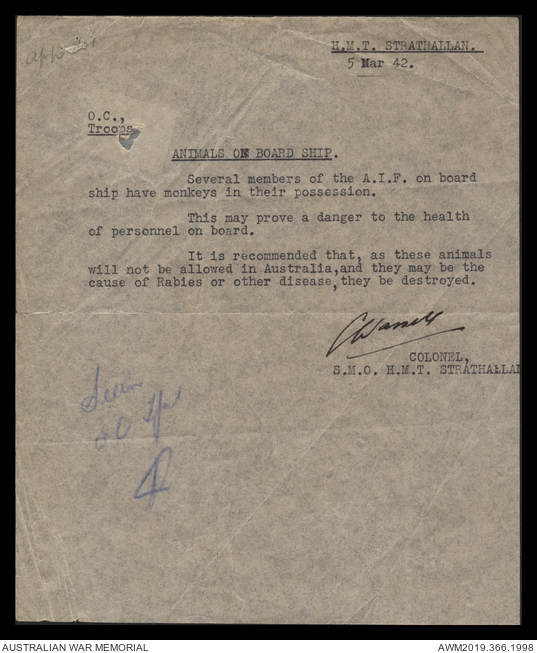 H.M.T. STRATHALLAN.
5 Mar 42.
O.C.,
Troops
ANIMALS ON BOARD SHIP.
Several members of the A.I.F. on board
ship have monkeys in their possession.
This may prove a danger to the health
of personnel on board.
It is recommended that, as these animals
will not be allowed in Australia,and they may be the
cause of Rabies or other disease,they be destroyed.
COLONEL,
S.M.O. H.M.T. STRATHALLAN
Seen
AUSTRALIAN WAR MEMORIAL
AWM2019.366.1998